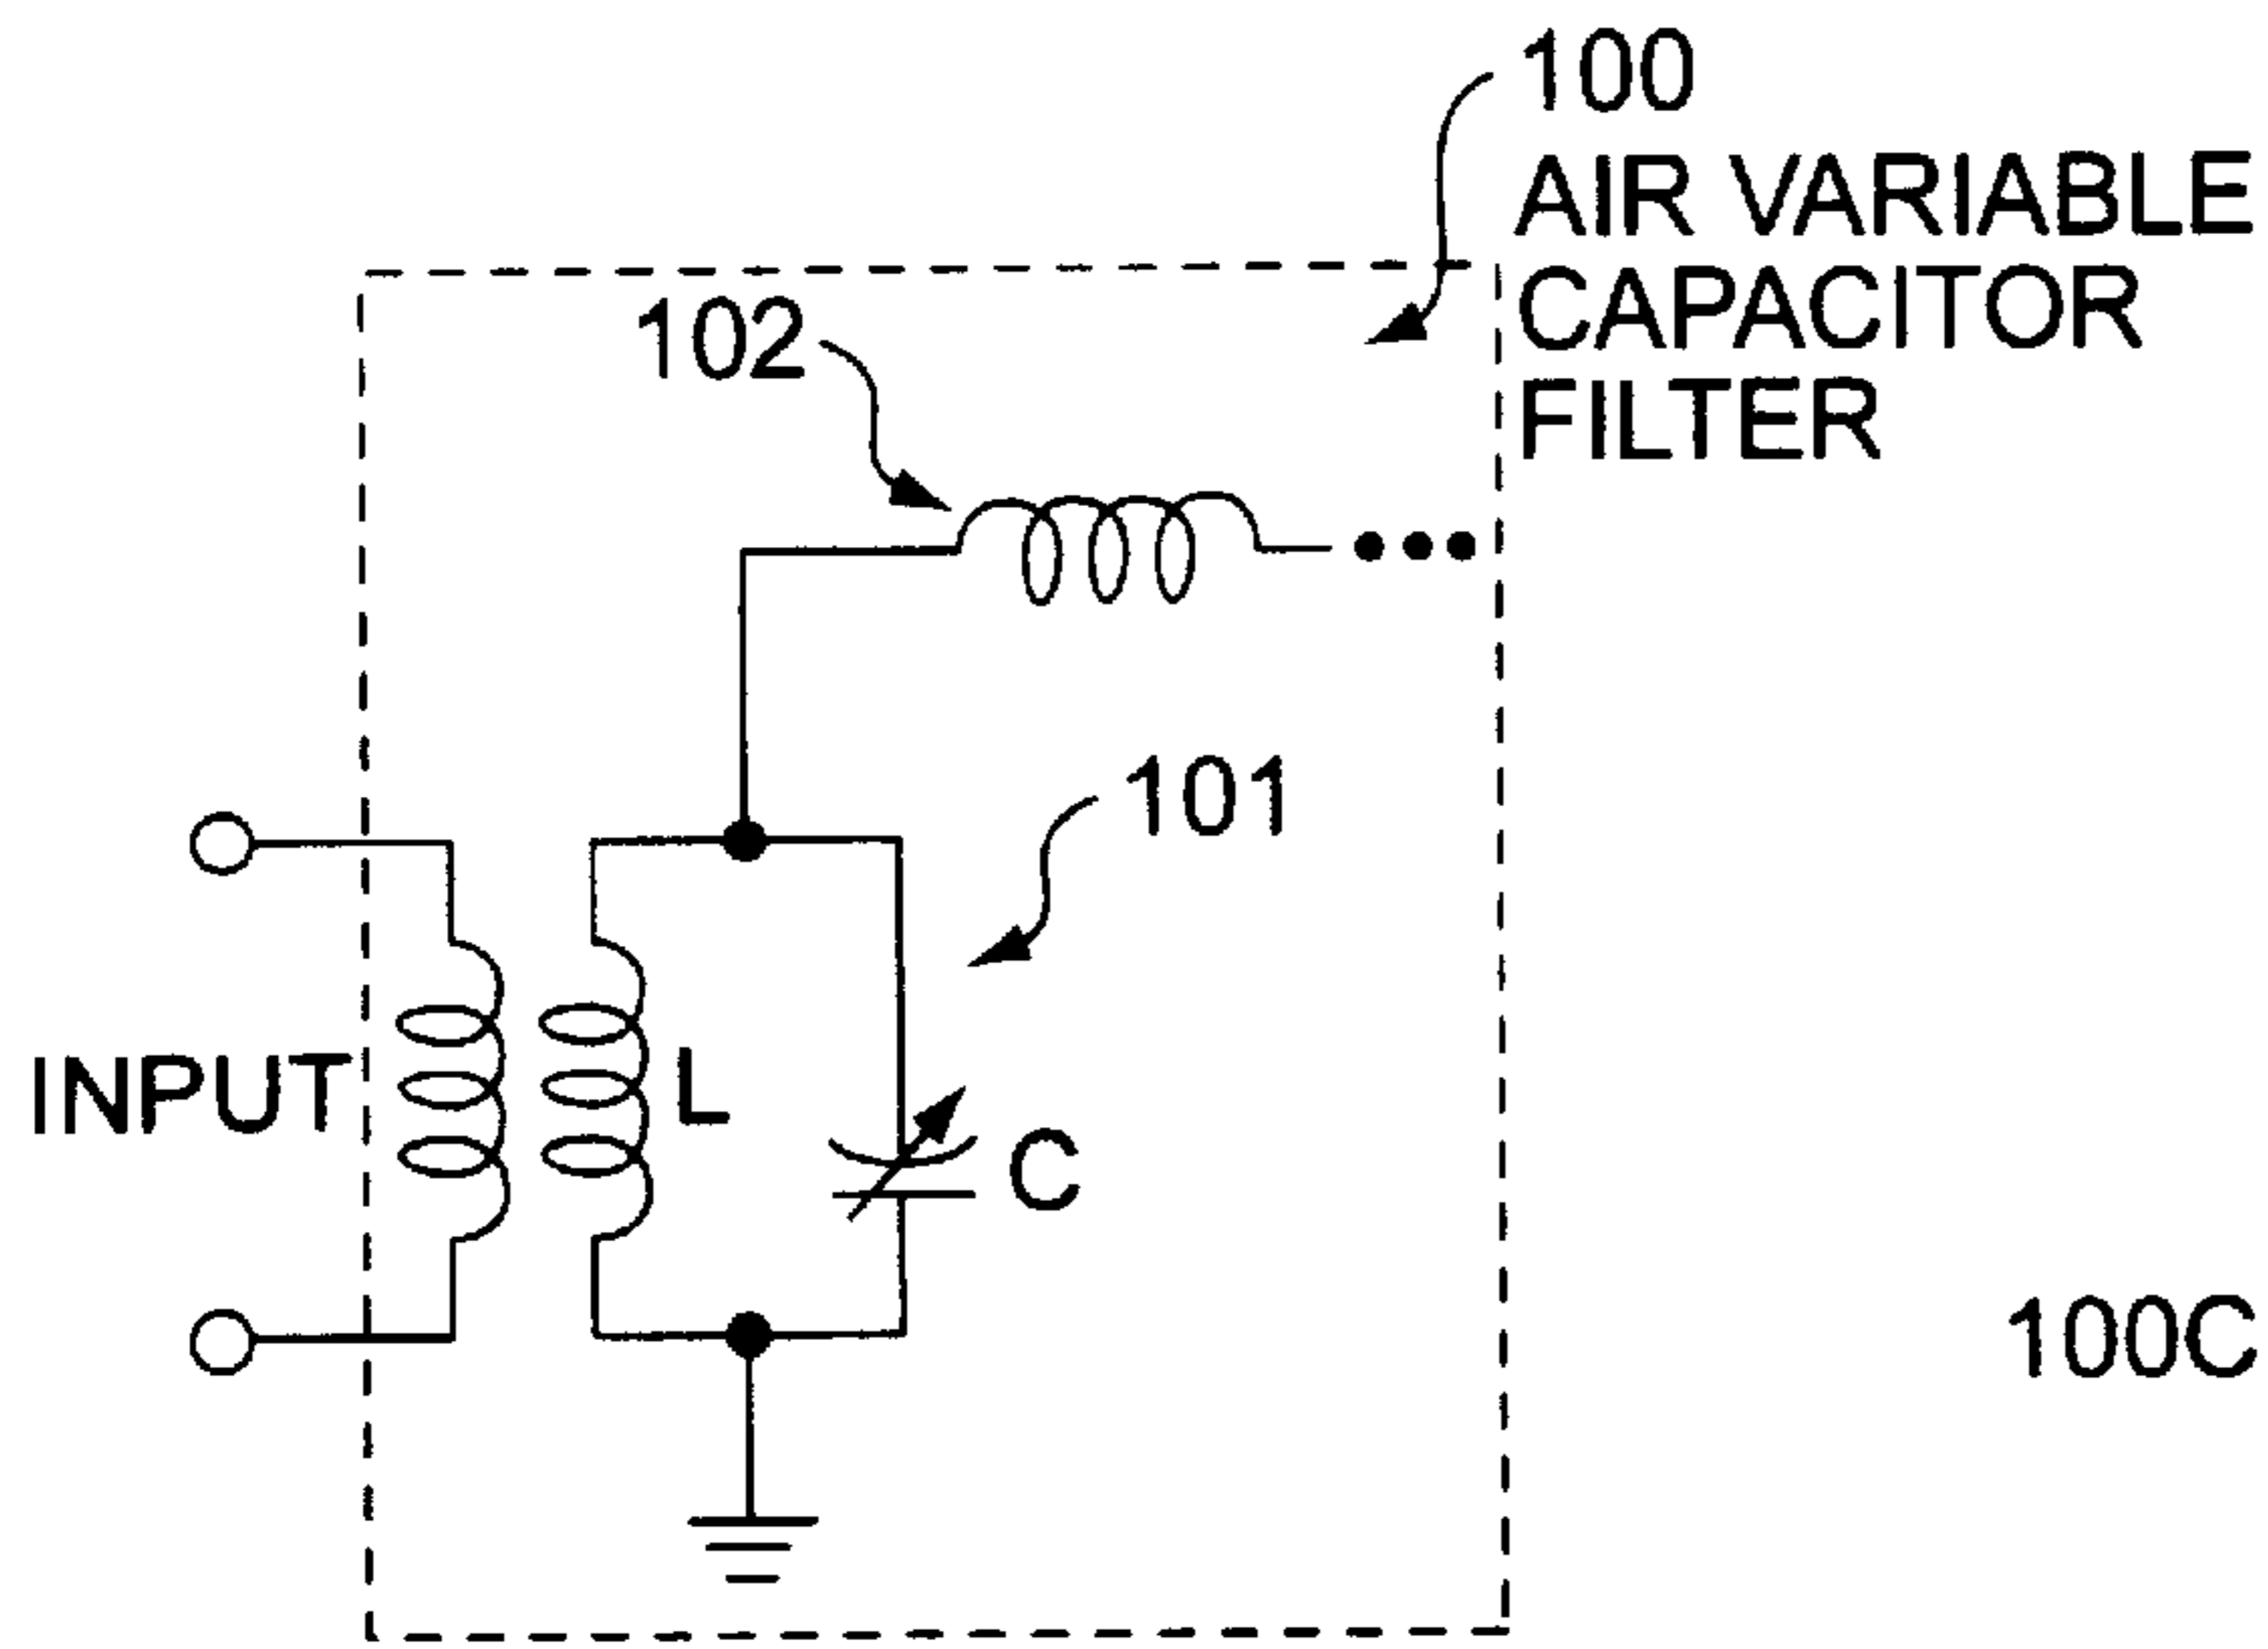 100
AIR VARIABLE
CAPACITOR
FILTER
102
101
INPUT
L
C
100C